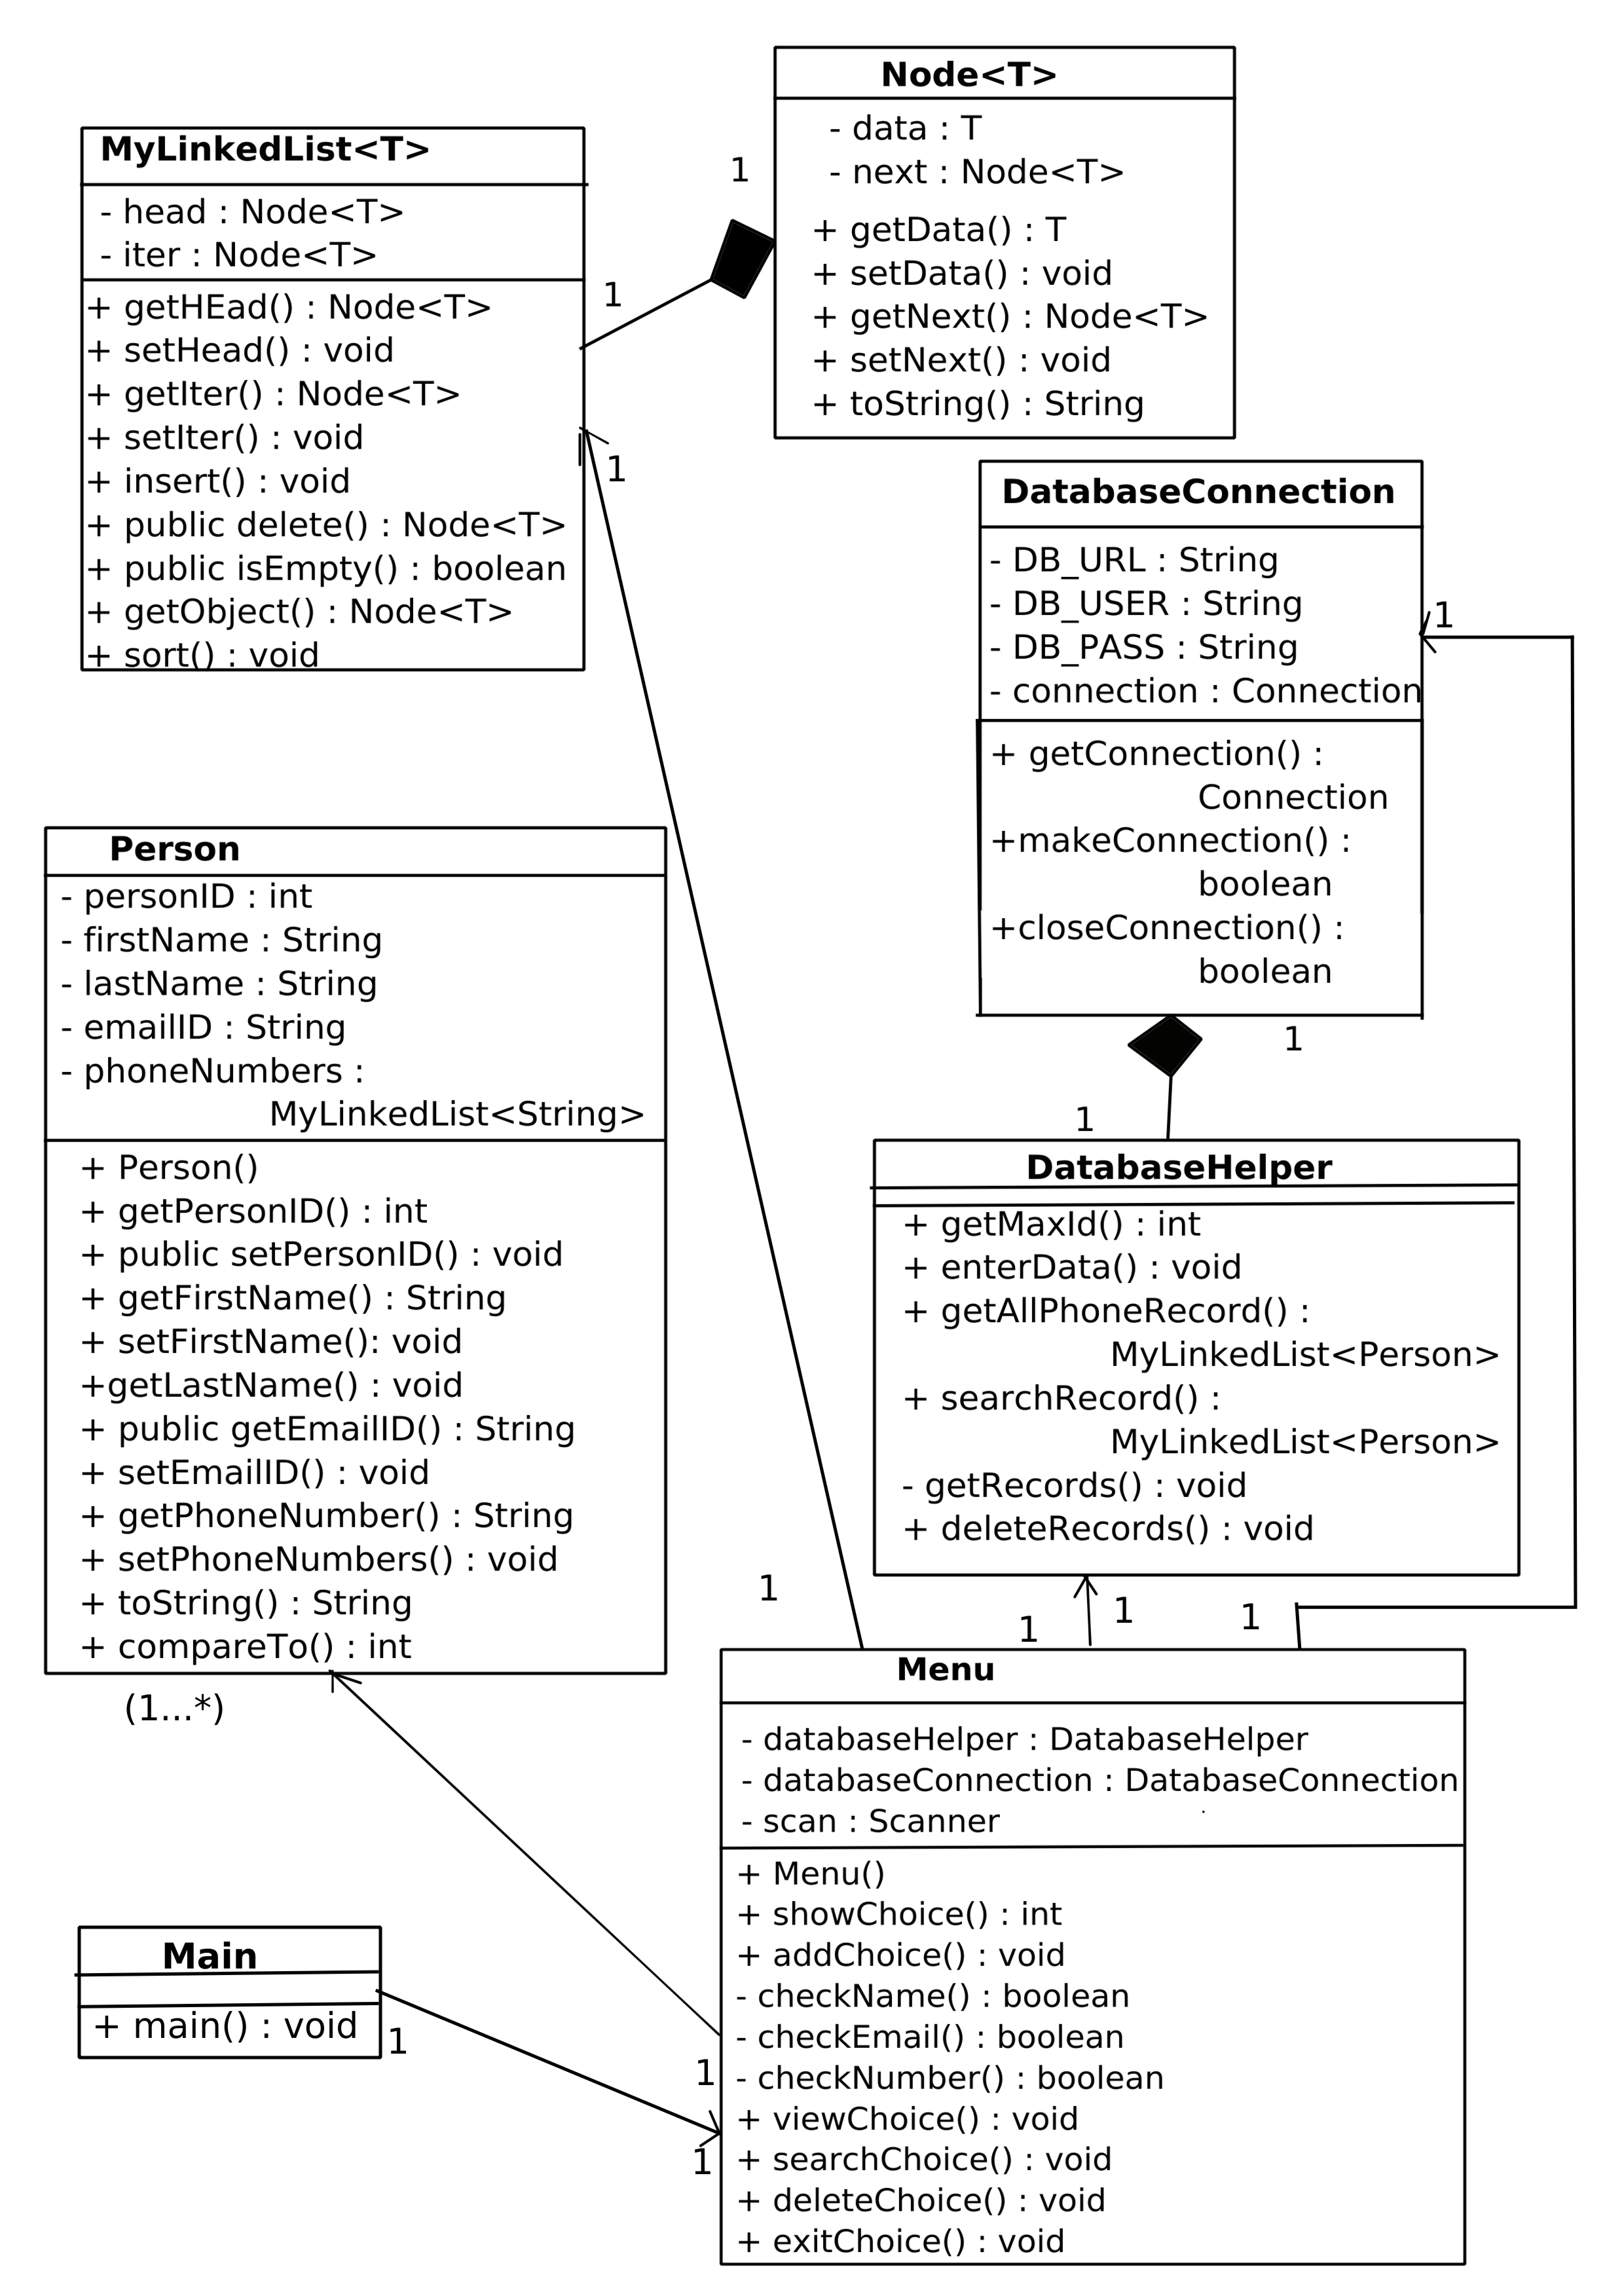 Node<T>
- data : T
- next : Node<T>
+ getData() : T
+ setData() : void
+ getNext() : Node<T>
+ setNext() : void
+ toString() : String
MyLinkedList<T>
- head : Node<T>
- iter : Node<T>
+ getHEad() : Node<T>
+ setHead() : void
+ getIter() : Node<T>
+ setIter() : void
+ insert() : void
+ public delete() : Node<T>
+ public isEmpty() : boolean
+ getObject() : Node<T>
+ sort() : void
1
1
1
DatabaseConnection
- DB_URL : String
- DB_USER : String
- DB_PASS : String
- connection : Connection
+ getConnection() :
Connection
+makeConnection() :
boolean
+closeConnection() :
boolean
1
1
1
Person
- personID : int
- firstName : String
- lastName : String
- emailID : String
- phoneNumbers :
MyLinkedList<String>
+ Person()
+ getPersonID() : int
+ public setPersonID() : void
+ getFirstName() : String
+ setFirstName(): void
+getLastName() : void
+ public getEmailID() : String
+ setEmailID() : void
+ getPhoneNumber() : String
+ setPhoneNumbers() : void
+ toString() : String
+ compareTo() : int
(1...*)
DatabaseHelper
+ getMaxId() : int
+ enterData() : void
+ getAllPhoneRecord() :
MyLinkedList<Person>
+ searchRecord() :
MyLinkedList<Person>
- getRecords() : void
+ deleteRecords() : void
1
1
1
1
Menu
- databaseHelper : DatabaseHelper
- databaseConnection : DatabaseConnection
- scan : Scanner
+ Menu()
+ showChoice() : int
+ addChoice() : void
- checkName() : boolean
- checkEmail() : boolean
- checkNumber() : boolean
+ viewChoice() : void
+ searchChoice() : void
+ deleteChoice() : void
+ exitChoice() : void
Main
+ main() : void
1
1
1